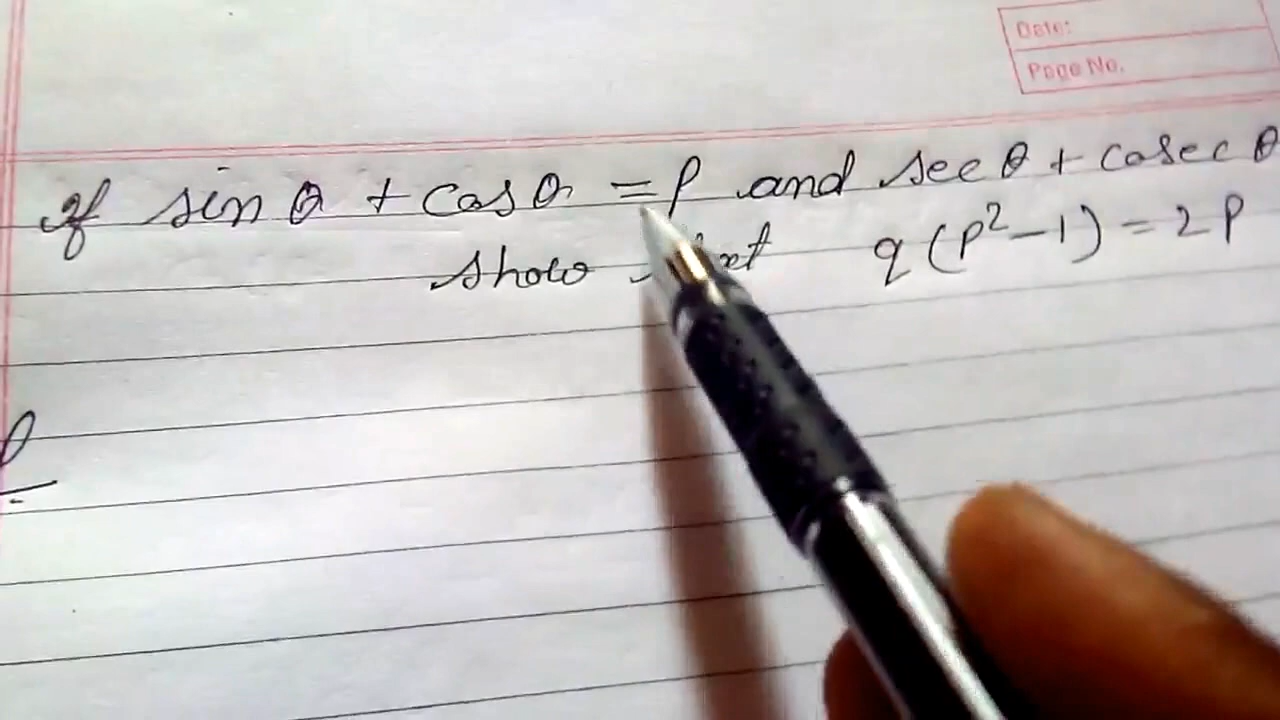 Date:
Page No.
If sin θ + cos θ = P and sec θ + cosec θ
show q (P² - 1) = 2P